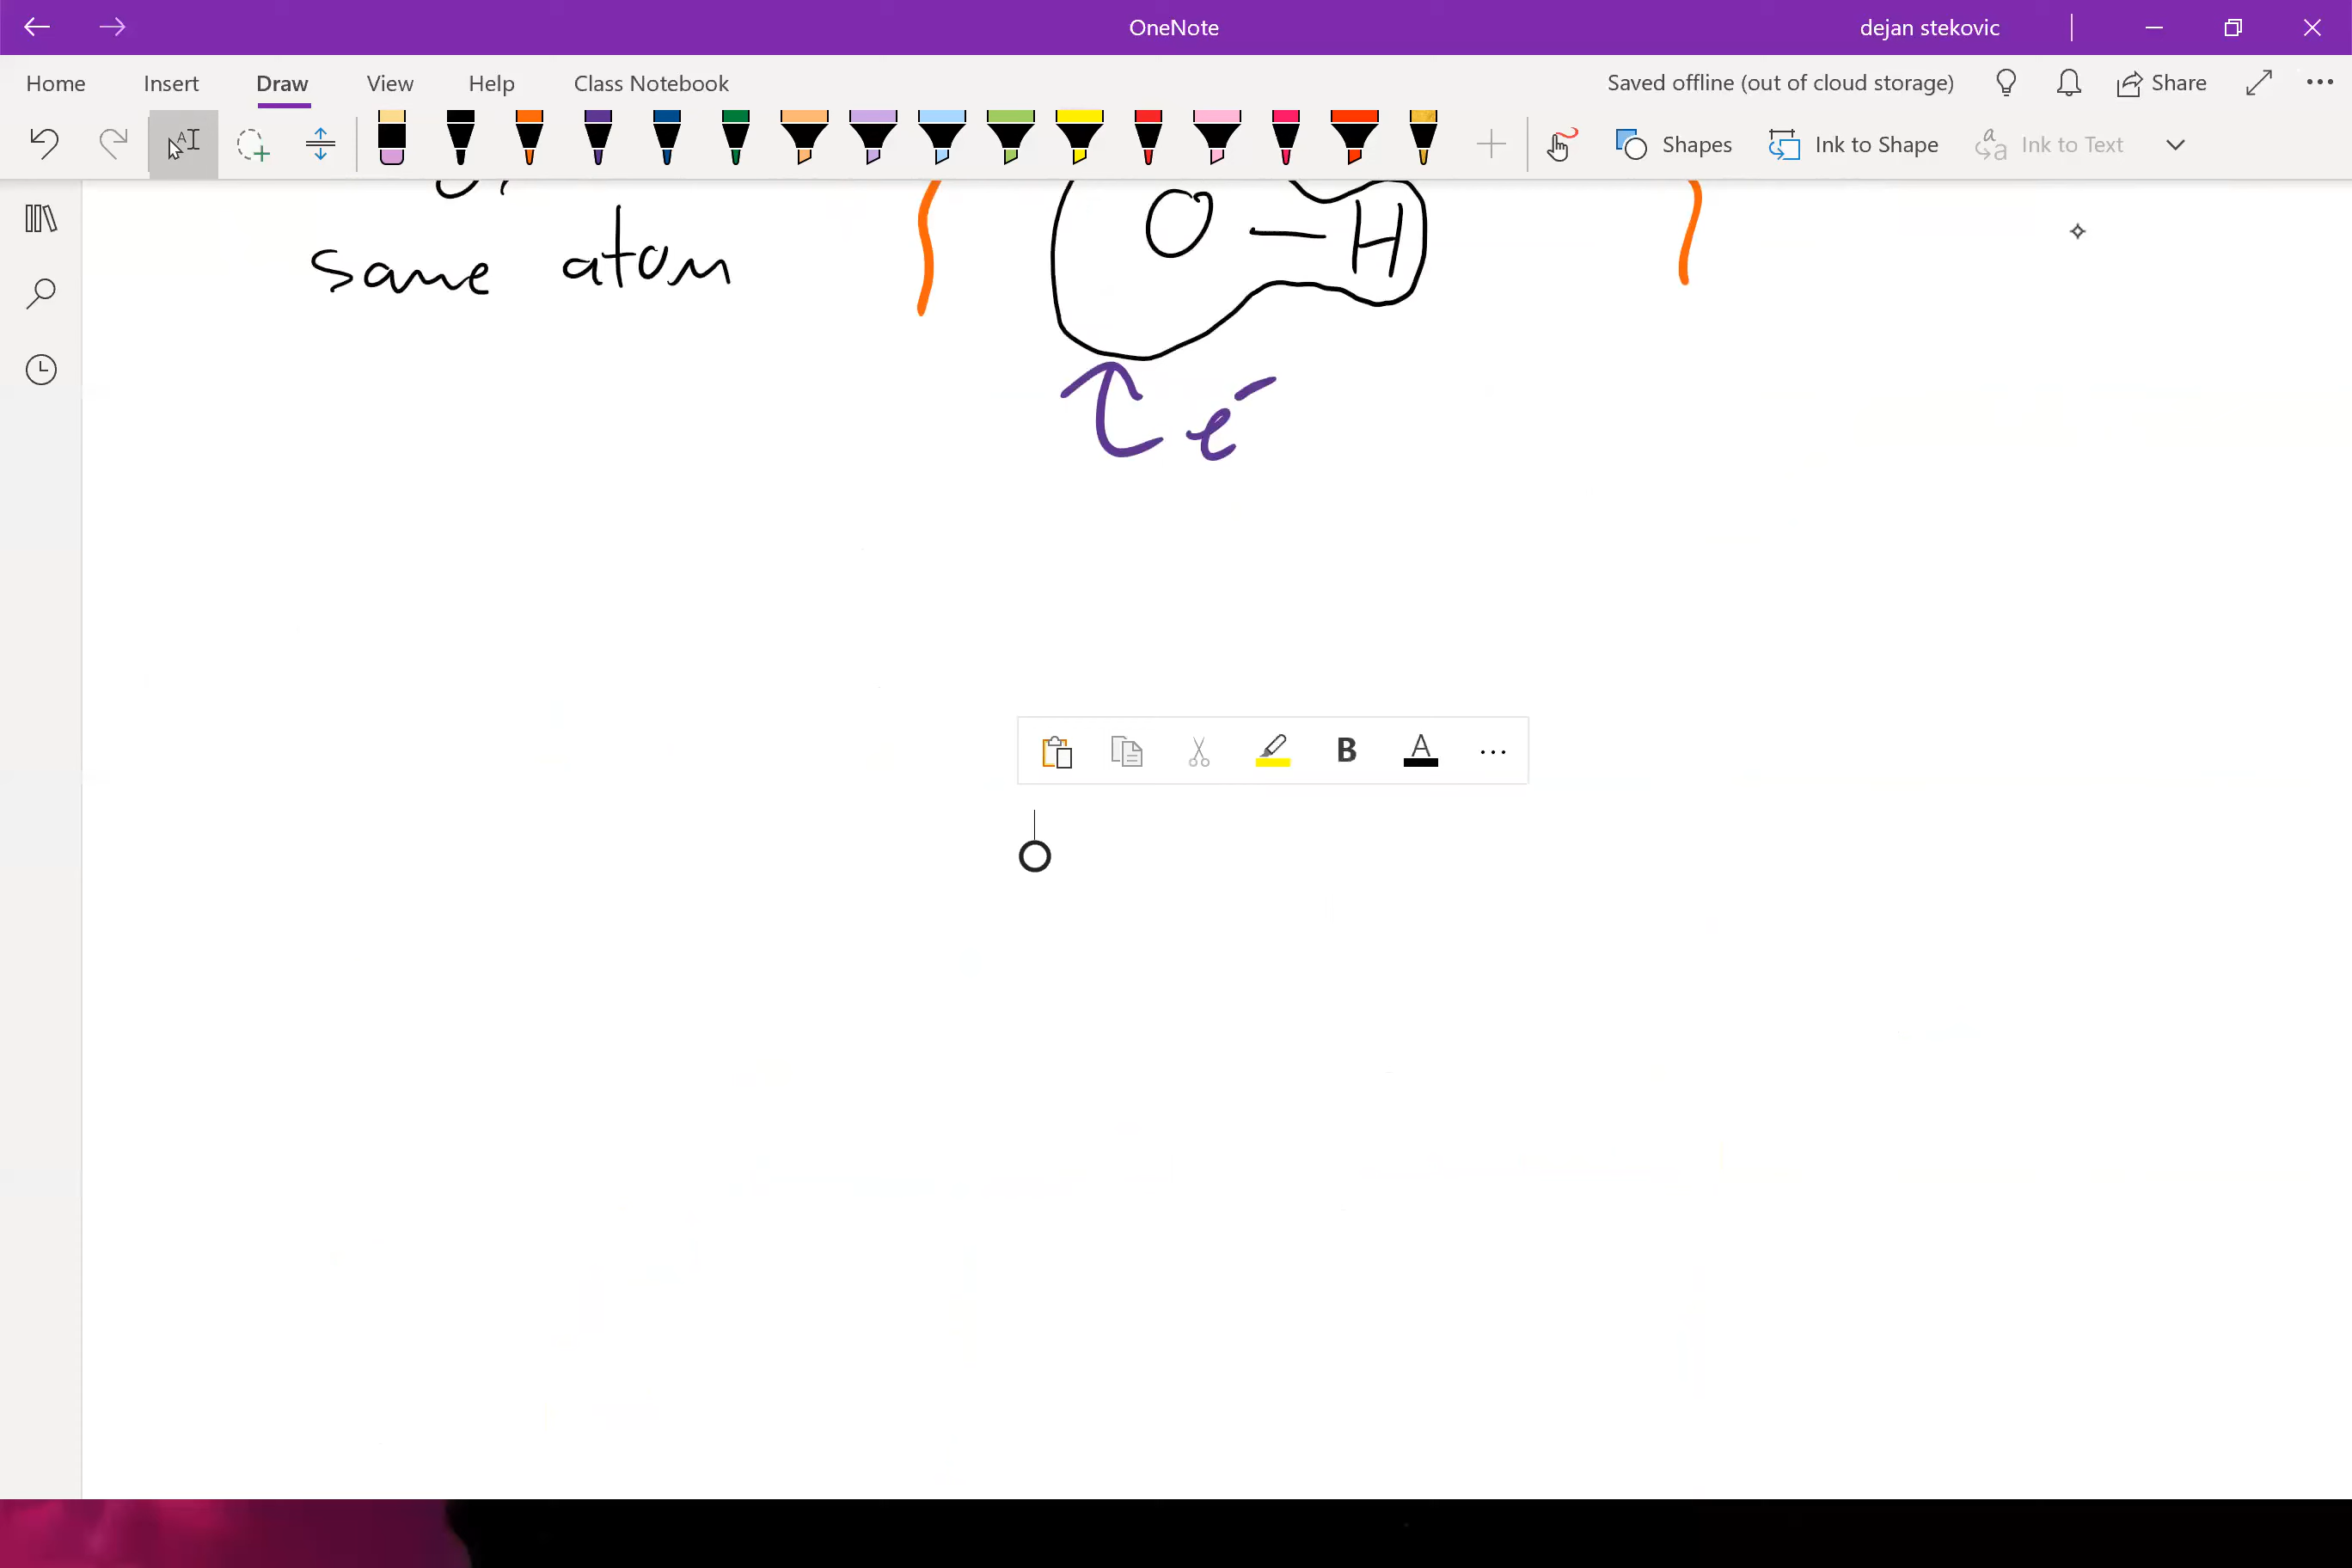 OneNote
dejan stekovic
Home Insert Draw View Help Class Notebook
Saved offline (out of cloud storage) Share
Shapes Ink to Shape Ink to Text
same atom
O — H
e⁻
B A